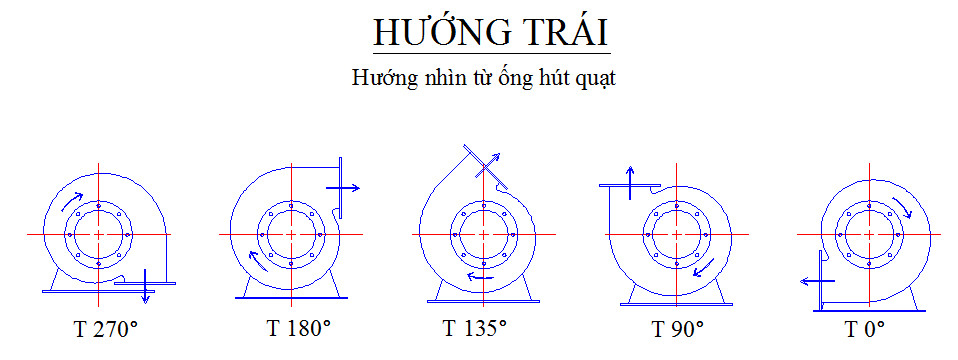 HƯỚNG TRÁI
Hướng nhìn từ ống hút quạt
T 270° T 180° T 135° T 90° T 0°